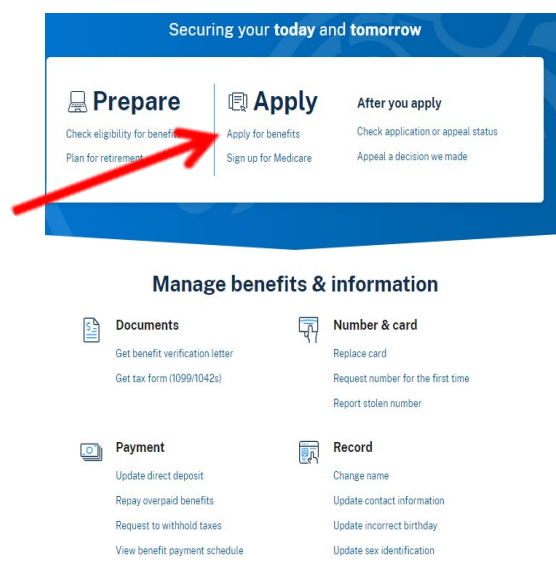 Securing your today and tomorrow
Prepare
Check eligibility for benefits
Plan for retirement
Apply
Apply for benefits
Sign up for Medicare
After you apply
Check application or appeal status
Appeal a decision we made
Manage benefits & information
Documents
Get benefit verification letter
Get tax form (1099/1042s)
Number & card
Replace card
Request number for the first time
Report stolen number
Payment
Update direct deposit
Repay overpaid benefits
Request to withhold taxes
View benefit payment schedule
Record
Change name
Update contact information
Update incorrect birthday
Update sex identification